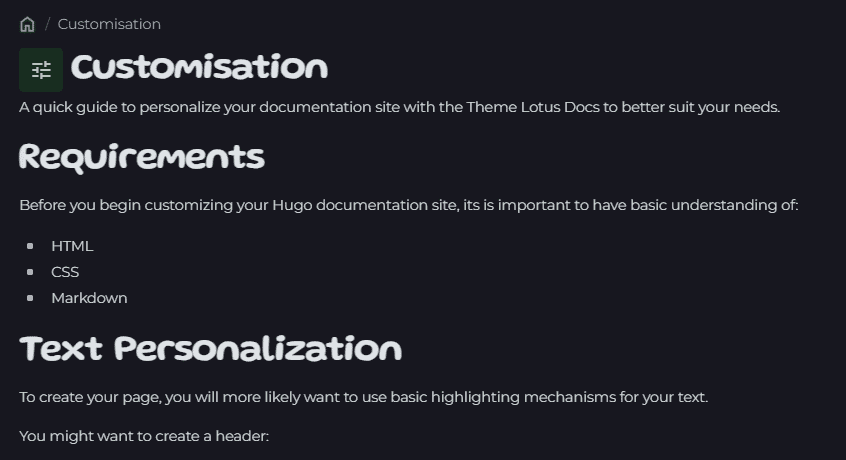 / Customisation
Customisation
A quick guide to personalize your documentation site with the Theme Lotus Docs to better suit your needs.
Requirements
Before you begin customizing your Hugo documentation site, its is important to have basic understanding of:
HTML
CSS
Markdown
Text Personalization
To create your page, you will more likely want to use basic highlighting mechanisms for your text.
You might want to create a header: